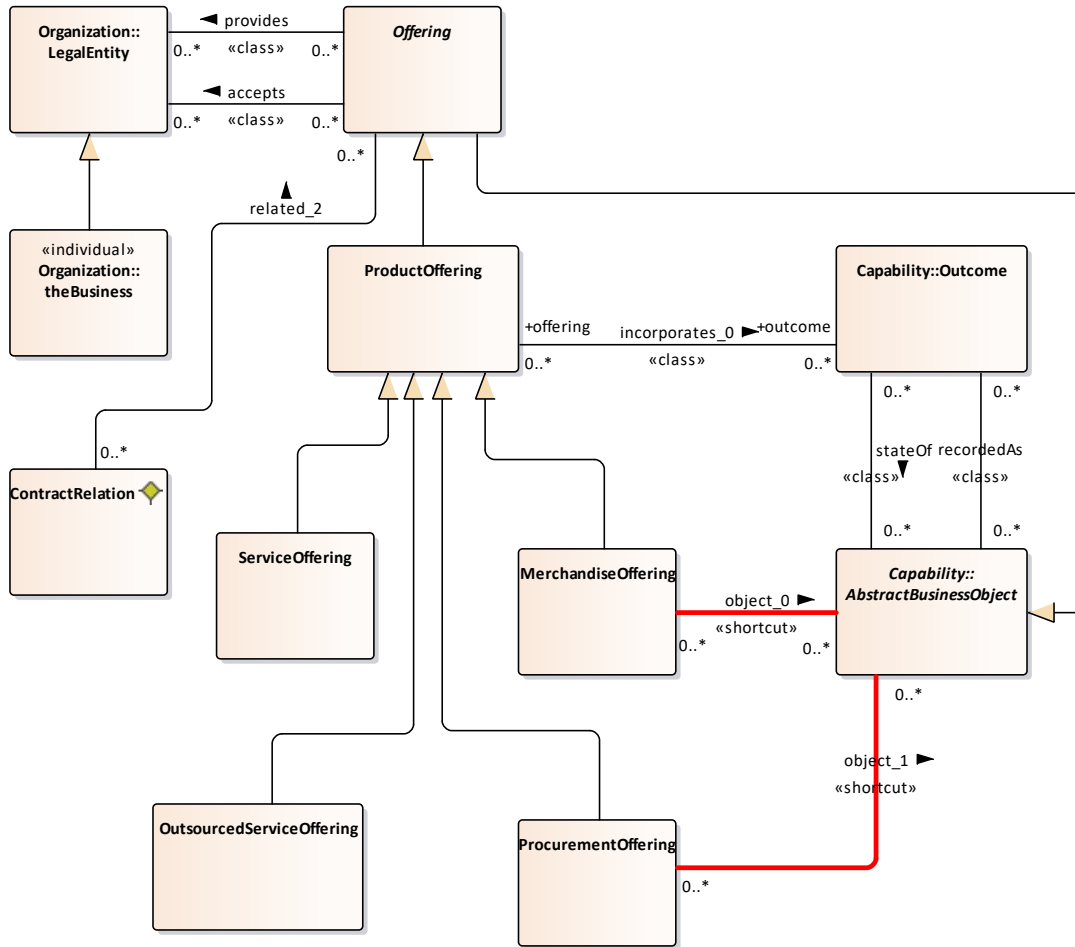 Organization::
LegalEntity
provides
0..*
«class»
0..*
accepts
0..*
«class»
0..*
Offering
0..*
related_2
«individual»
Organization::
theBusiness
ProductOffering
Capability::Outcome
+offering
incorporates_0
+outcome
0..*
«class»
0..*
0..*
0..*
stateOf
«class»
recordedAs
«class»
0..*
0..*
0..*
ContractRelation
ServiceOffering
MerchandiseOffering
object_0
«shortcut»
0..*
0..*
Capability::
AbstractBusinessObject
0..*
object_1
«shortcut»
OutsourcedServiceOffering
ProcurementOffering
0..*